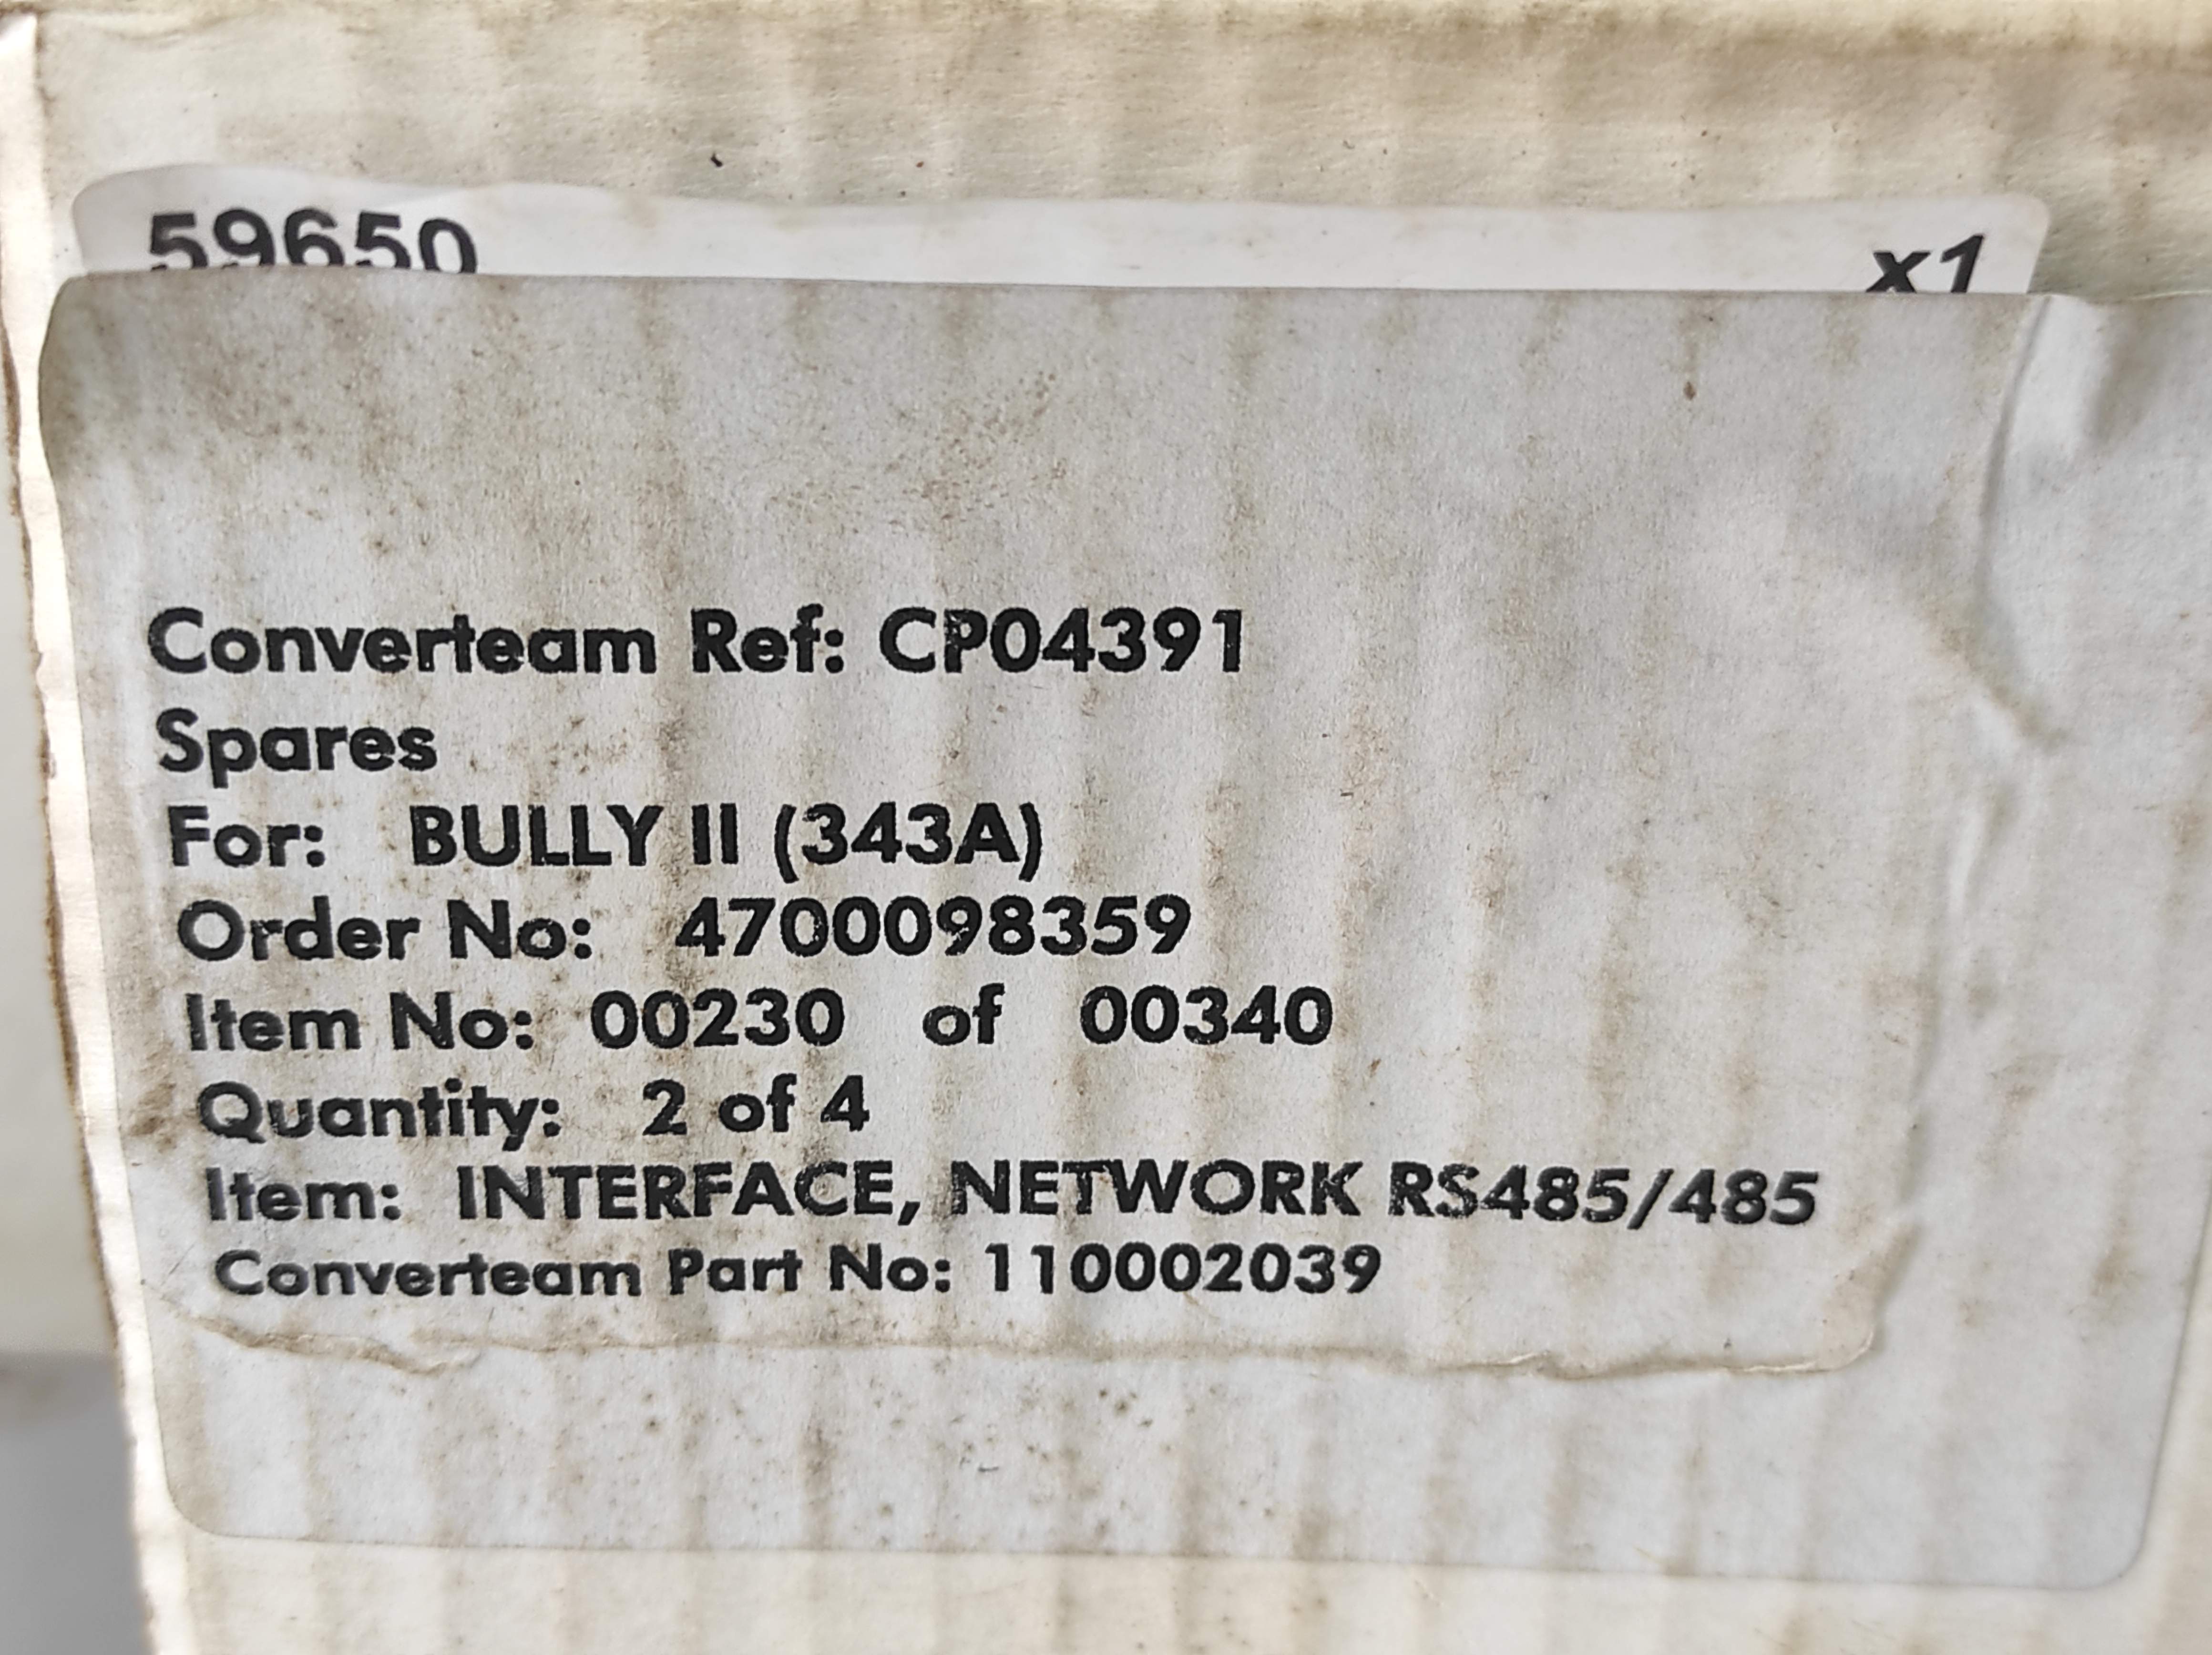 59650 x1
Converteam Ref: CP04391
Spares
For: BULLY II (343A)
Order No: 4700098359
Item No: 00230 of 00340
Quantity: 2 of 4
Item: INTERFACE, NETWORK RS485/485
Converteam Part No: 110002039